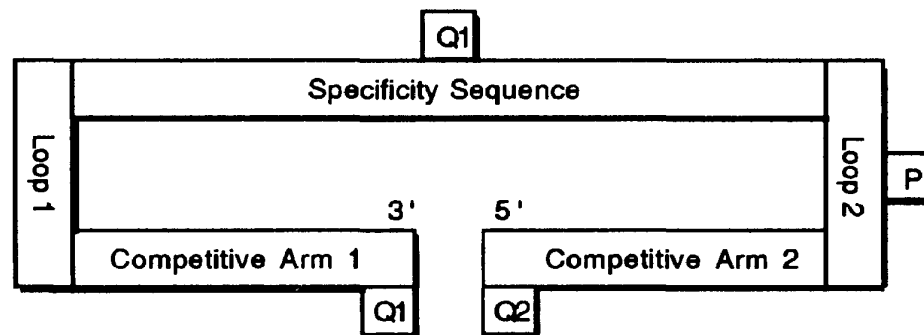 Q1
Specificity Sequence
Loop 1
Loop 2
P
3' 5'
Competitive Arm 1
Competitive Arm 2
Q1
Q2